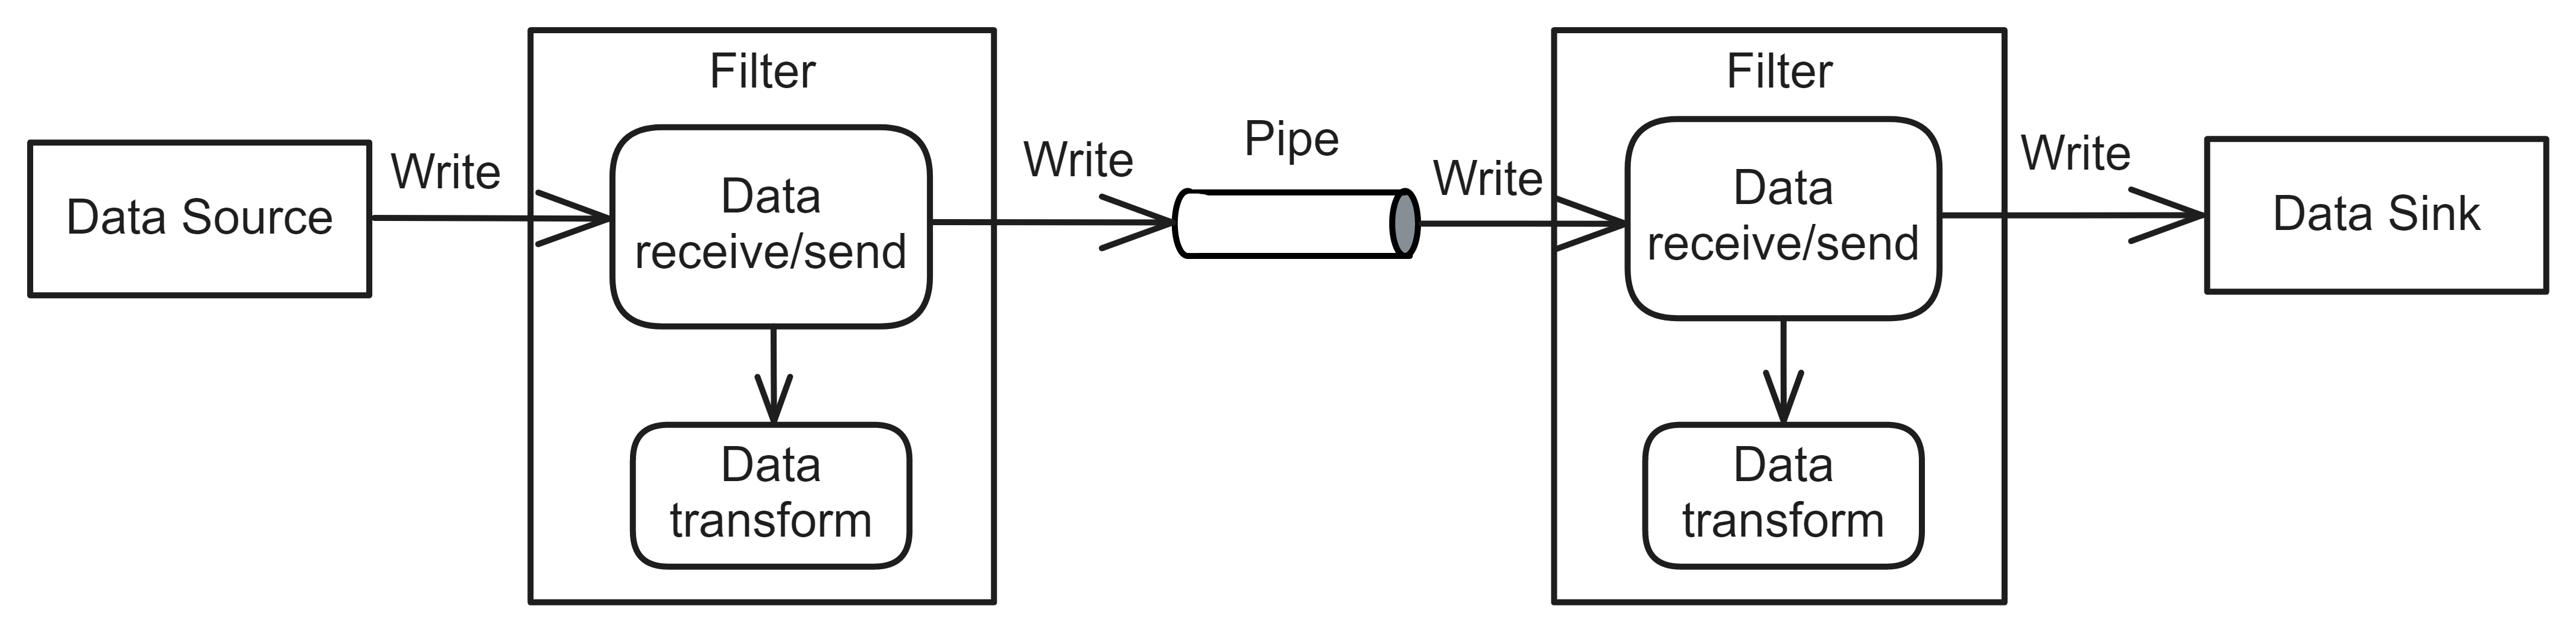 Data Source
Write
Filter
Data
receive/send
Data
transform
Write
Pipe
Write
Filter
Data
receive/send
Data
transform
Write
Data Sink